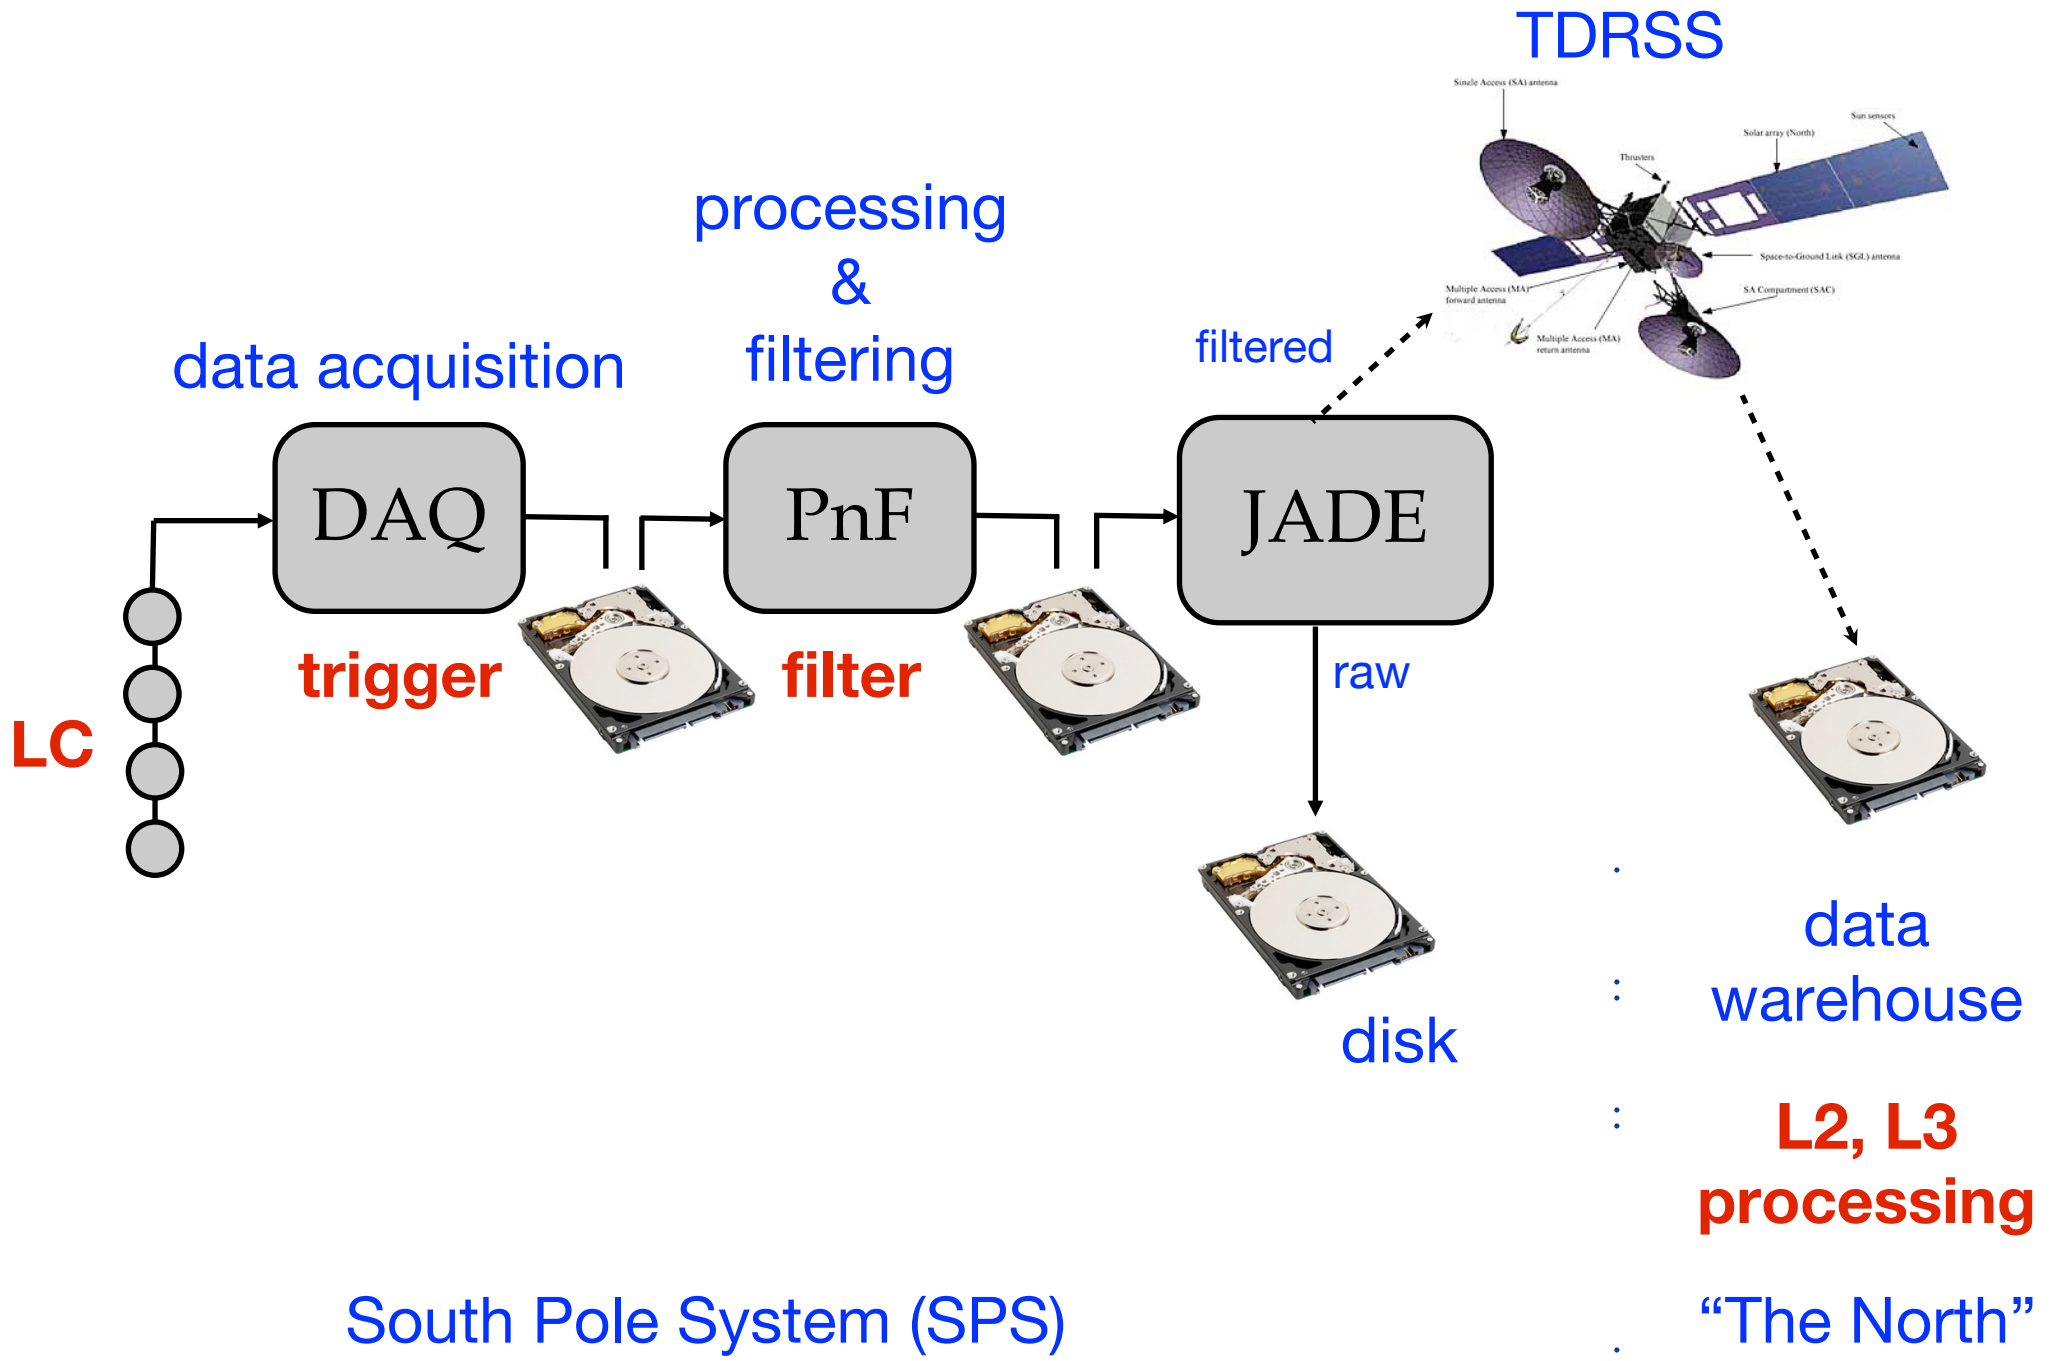 TDRSS
Single Access (SA) antenna
Sun sensors
Solar array (North)
Thrusters
Space-to-Ground Link (SGL) antenna
Multiple Access (MA)
forward antenna
SA Compartment (SAC)
Multiple Access (MA)
return antenna
processing
&
filtering
data acquisition
filtered
DAQ
PnF
JADE
trigger
filter
raw
LC
disk
data
warehouse
L2, L3
processing
South Pole System (SPS)
“The North”